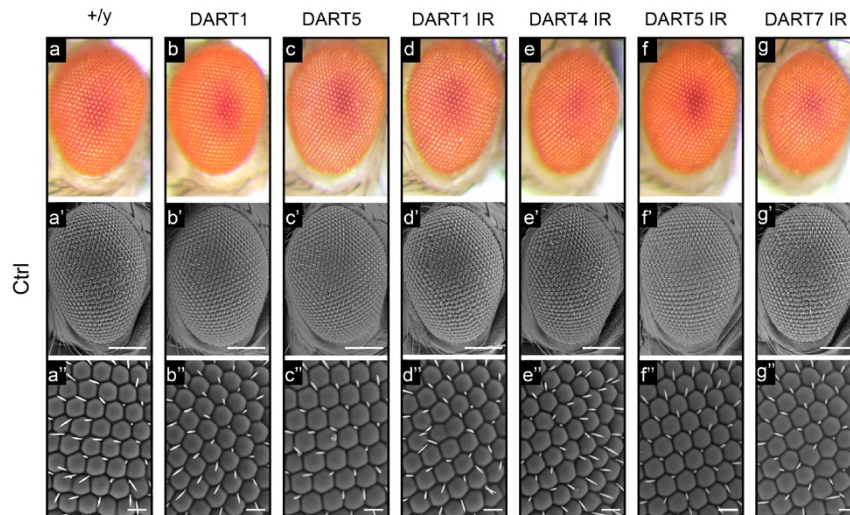 +/y DART1 DART5 DART1 IR DART4 IR DART5 IR DART7 IR
a b c d e f g
Ctrl
a' b' c' d' e' f' g'
a" b" c" d" e" f" g"